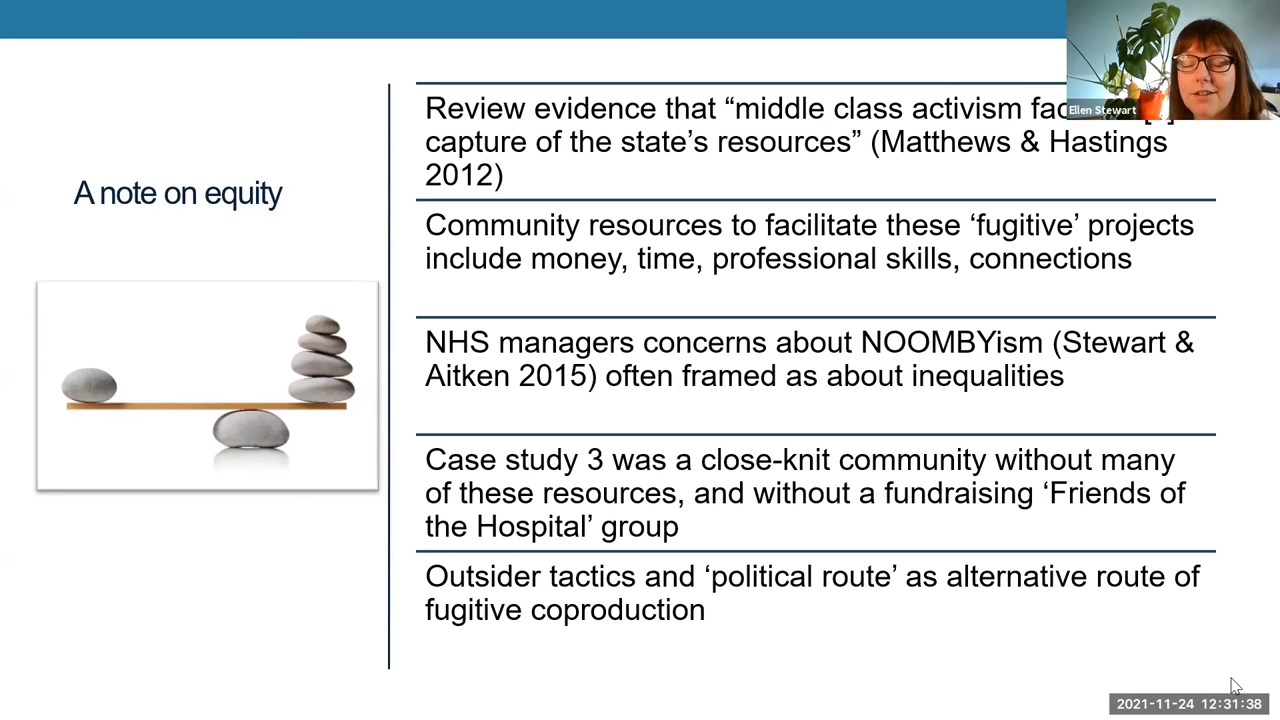 Ellen Stewart
A note on equity
Review evidence that “middle class activism
capture of the state’s resources” (Matthews & Hastings
2012)
Community resources to facilitate these ‘fugitive’ projects
include money, time, professional skills, connections
NHS managers concerns about NOOMBYism (Stewart &
Aitken 2015) often framed as about inequalities
Case study 3 was a close-knit community without many
of these resources, and without a fundraising ‘Friends of
the Hospital’ group
Outsider tactics and ‘political route’ as alternative route of
fugitive coproduction
2021-11-24 12:31:38